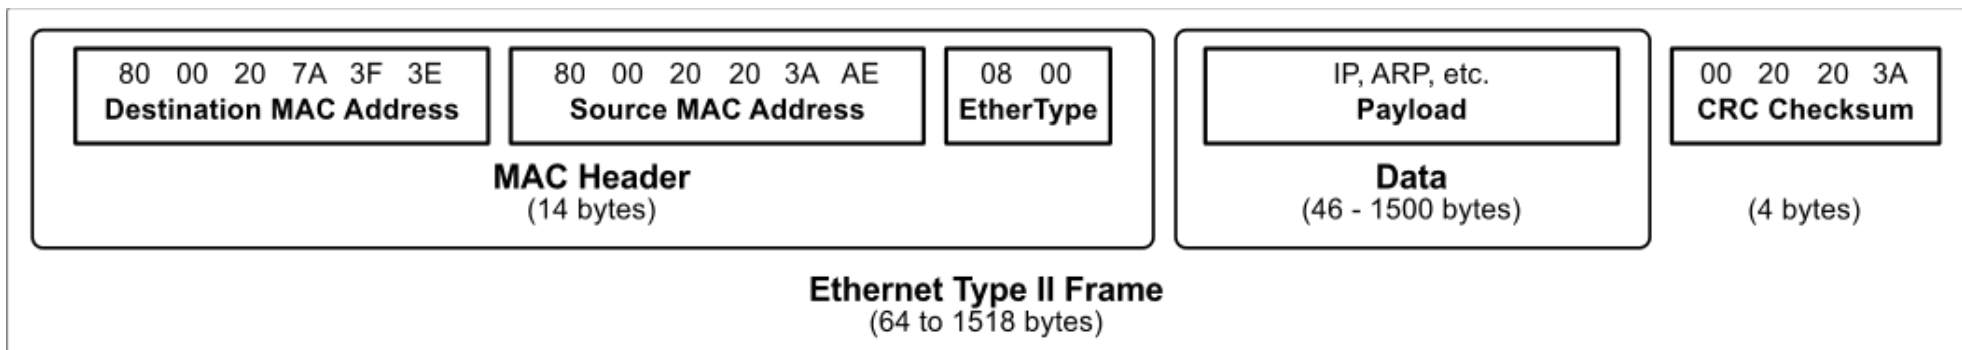 80 00 20 7A 3F 3E
Destination MAC Address
80 00 20 20 3A AE
Source MAC Address
08 00
EtherType
MAC Header
(14 bytes)
IP, ARP, etc.
Payload
Data
(46 - 1500 bytes)
00 20 20 3A
CRC Checksum
(4 bytes)
Ethernet Type II Frame
(64 to 1518 bytes)